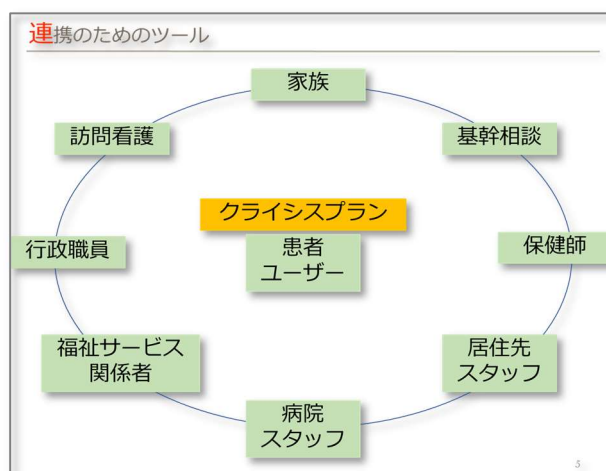 連携のためのツール
家族
訪問看護
基幹相談
クライシスプラン
患者
ユーザー
行政職員
保健師
福祉サービス
関係者
居住先
スタッフ
病院
スタッフ
5